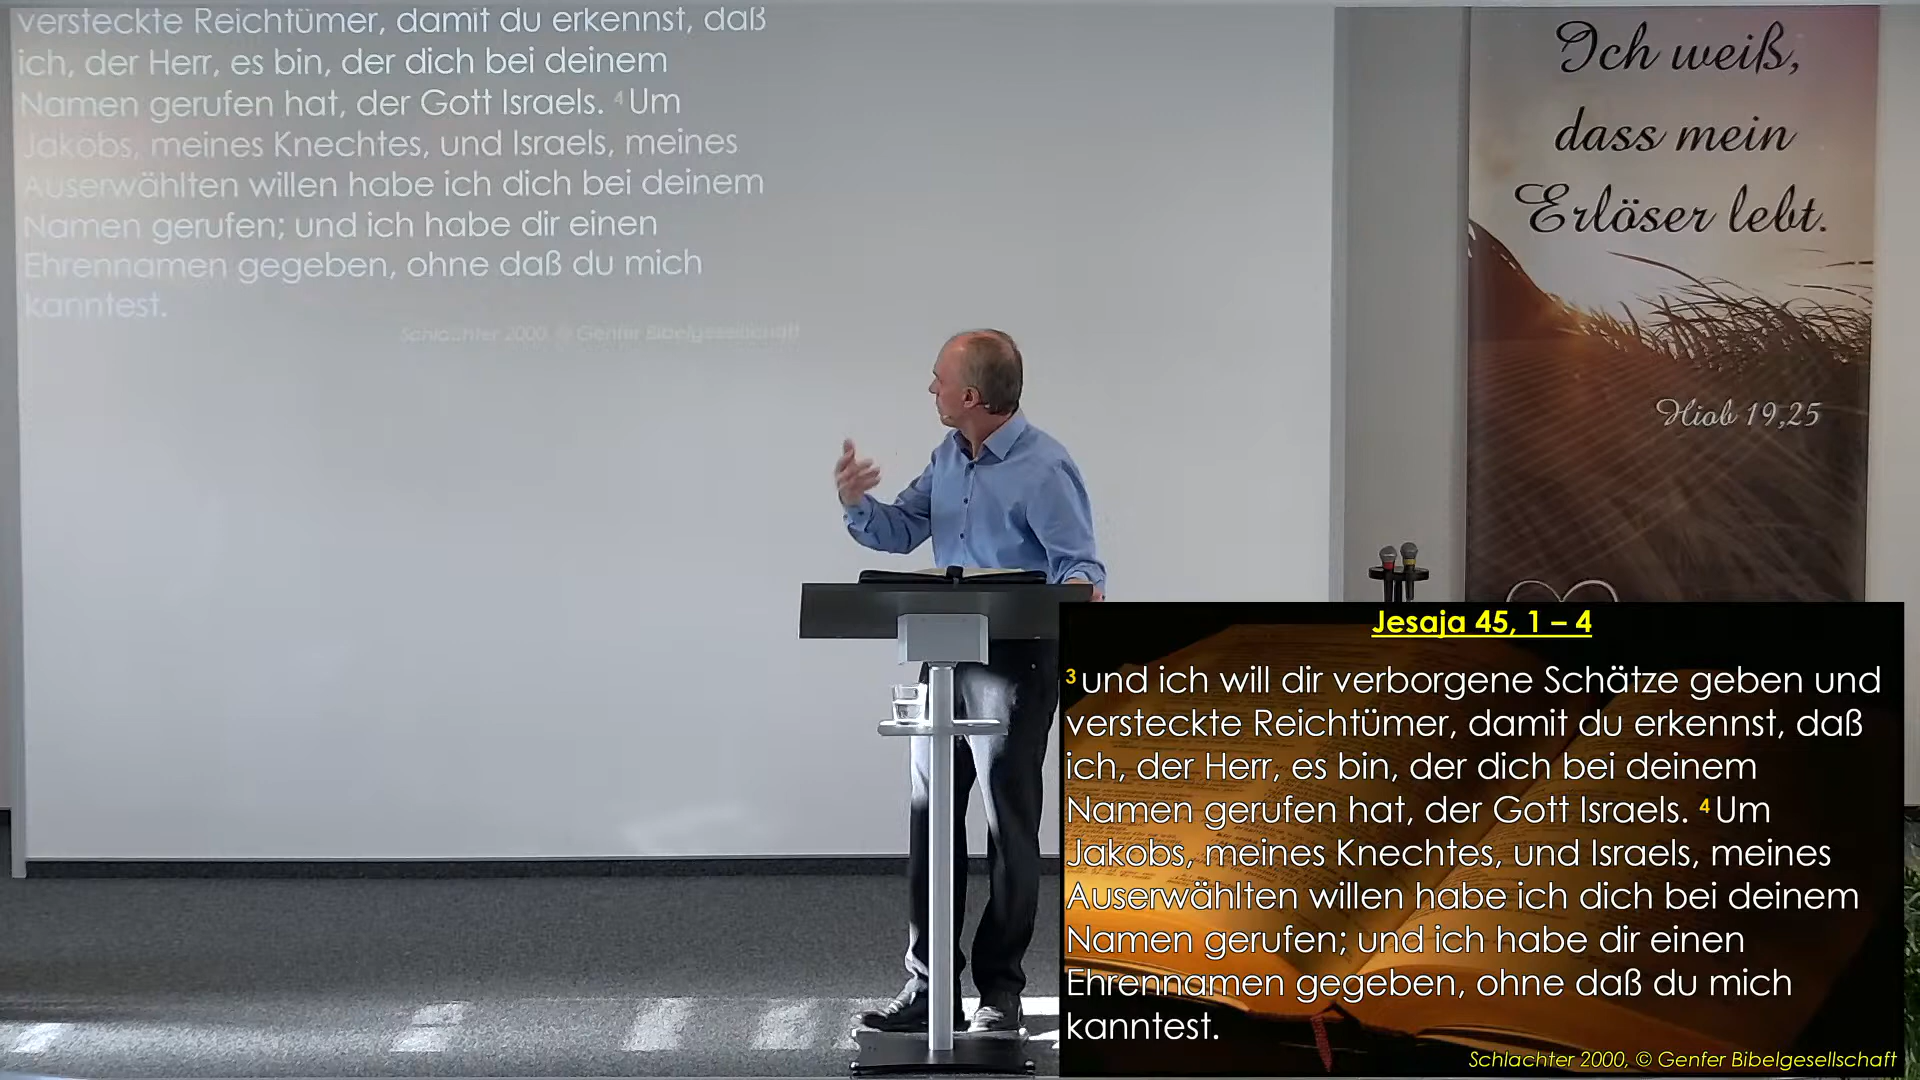 versteckte Reichtümer, damit du erkennst, daß
ich, der Herr, es bin, der dich bei deinem
Namen gerufen hat, der Gott Israels. 4 Um
Jakobs, meines Knechtes, und Israels, meines
Auserwählten willen habe ich dich bei deinem
Namen gerufen; und ich habe dir einen
Ehrennamen gegeben, ohne daß du mich
kanntest.
Schlachter 2000, © Genfer Bibelgesellschaft
Ich weiß,
dass mein
Erlöser lebt.
Hiob 19,25
Jesaja 45, 1 – 4
3 und ich will dir verborgene Schätze geben und
versteckte Reichtümer, damit du erkennst, daß
ich, der Herr, es bin, der dich bei deinem
Namen gerufen hat, der Gott Israels. 4 Um
Jakobs, meines Knechtes, und Israels, meines
Auserwählten willen habe ich dich bei deinem
Namen gerufen; und ich habe dir einen
Ehrennamen gegeben, ohne daß du mich
kanntest.
Schlachter 2000, © Genfer Bibelgesellschaft